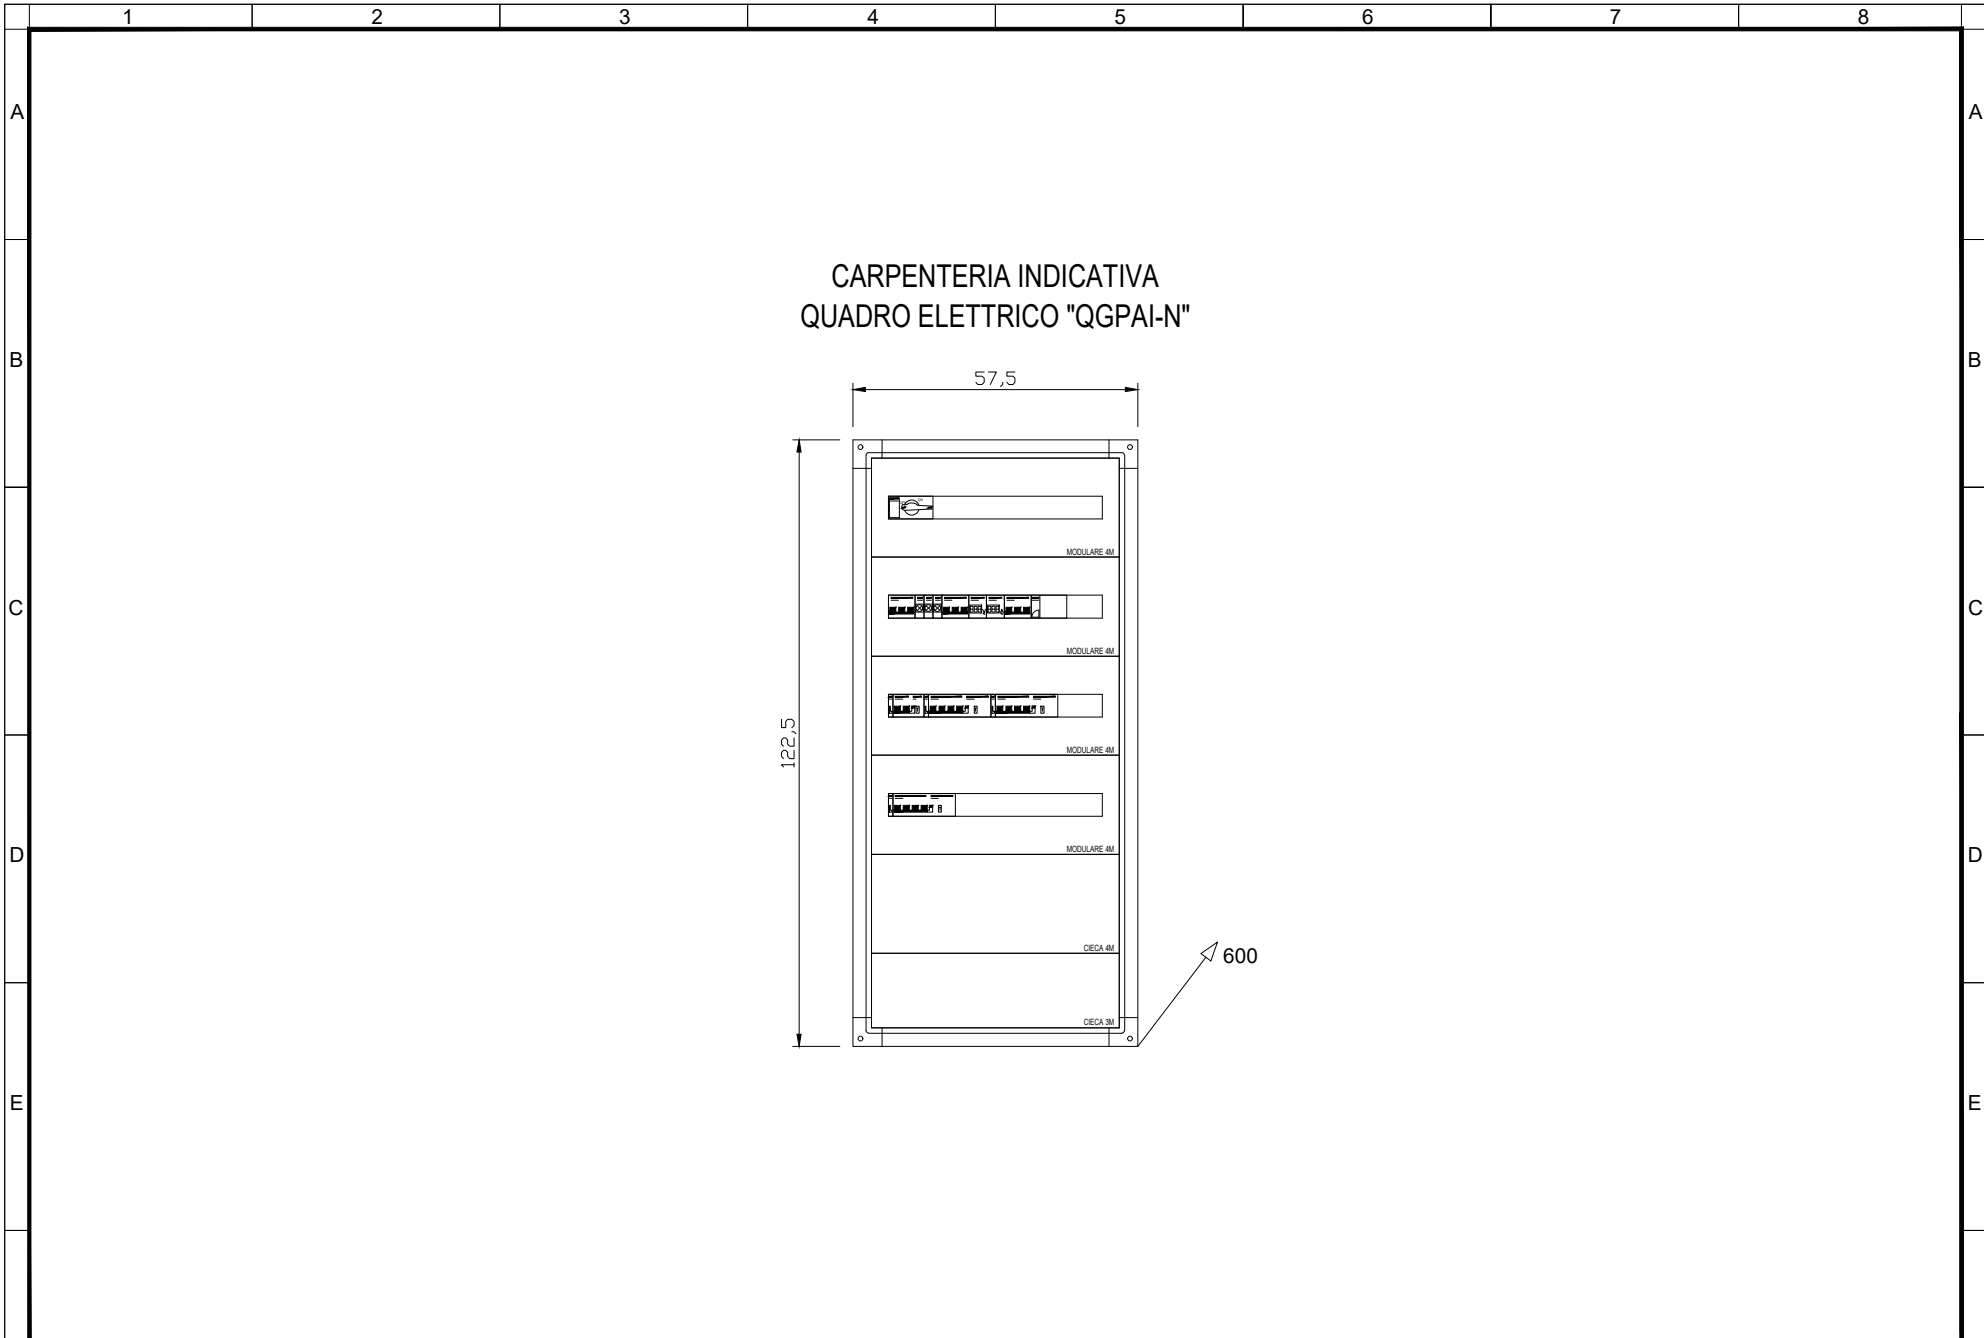 1 2 3 4 5 6 7 8
A A
CARPENTERIA INDICATIVA
QUADRO ELETTRICO "QGPAI-N"
B B
57,5
MODULARE 4M
C C
MODULARE 4M
122,5
MODULARE 4M
MODULARE 4M
D D
CIECA 4M
600
CIECA 3M
E E